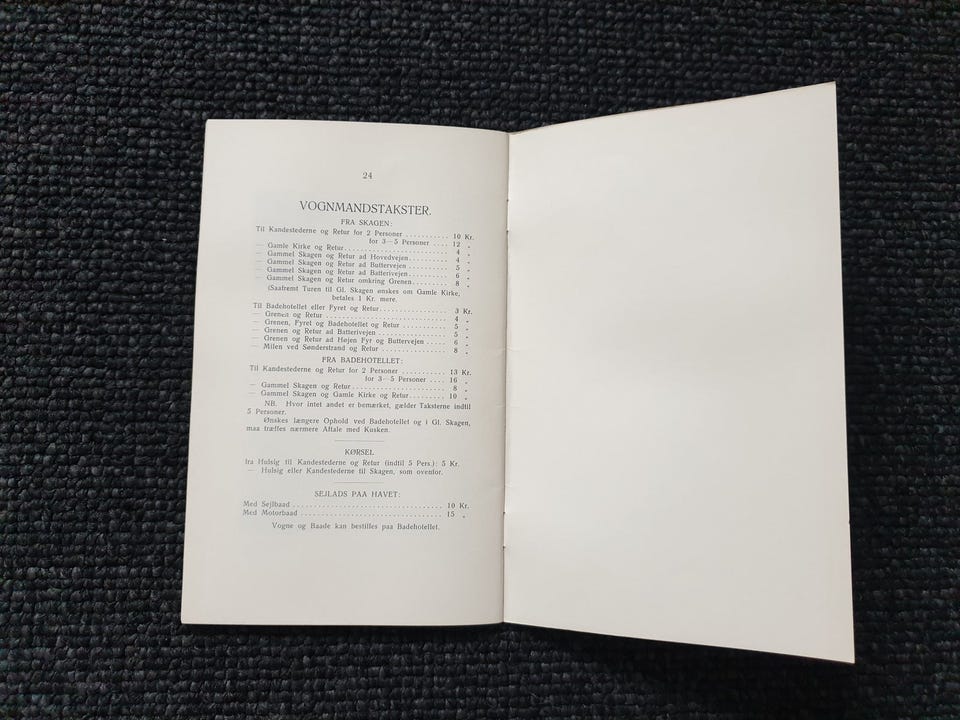 24
VOGNMANDSTAKSTER.
FRA SKAGEN:
Til Kandestederne og Retur for 2 Personer ........... 10 Kr.
for 3—5 Personer .... 12 „
— Gamle Kirke og Retur......................... 4 „
— Gammel Skagen og Retur ad Hovedvejen.......... 4 „
— Gammel Skagen og Retur ad Buttervejen .......... 5 „
— Gammel Skagen og Retur ad Batterivejen.......... 6 „
— Gammel Skagen og Retur omkring Grenen......... 8 „
(Saafremt Turen til Gl. Skagen ønskes om Gamle Kirke,
betales 1 Kr. mere.
Til Badehotellet eller Fyret og Retur................. 3 Kr.
— Grenen og Retur .............................. 4 „
— Grenen, Fyret og Badehotellet og Retur ........... 5 „
— Grenen og Retur ad Batterivejen ................. 5 „
— Grenen og Retur ad Højen Fyr og Buttervejen ..... 6 „
— Milen ved Sønderstrand og Retur ................. 8 „
FRA BADEHOTELLET:
Til Kandestederne og Retur for 2 Personer ............ 13 Kr.
for 3—5 Personer .... 16 „
— Gammel Skagen og Retur....................... 8 „
— Gammel Skagen og Gamle Kirke og Retur......... 10 „
NB. Hvor intet andet er bemærket, gælder Taksterne indtil
5 Personer.
Ønskes længere Ophold ved Badehotellet og i Gl. Skagen,
maa træffes nærmere Aftale med Kusken.
KØRSEL
fra Hulsig til Kandestederne og Retur (indtil 5 Pers.): 5 Kr.
— Hulsig eller Kandestederne til Skagen, som ovenfor.
SEJLADS PAA HAVET:
Med Sejlbaad .................................... 10 Kr.
Med Motorbaad .................................. 15 „
Vogne og Baade kan bestilles paa Badehotellet.